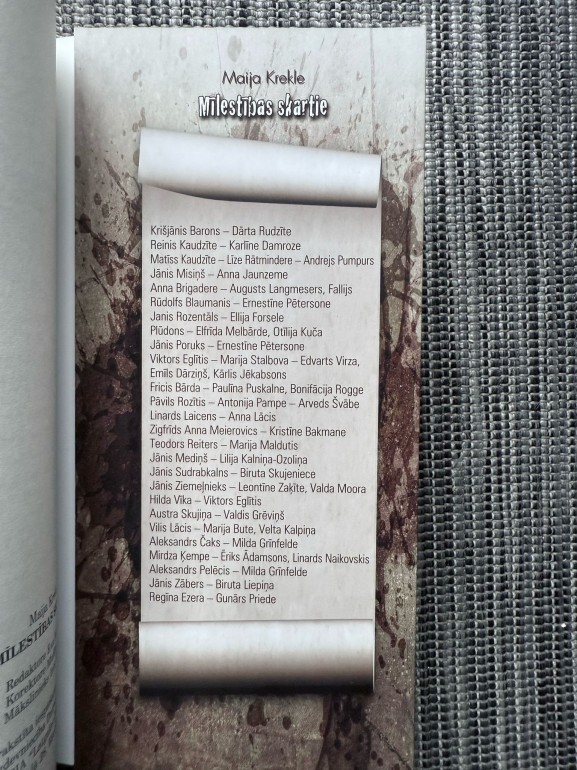 Maija Krekle
Mīlestības skartie
Krišjānis Barons – Dārta Rudzīte
Reinis Kaudzīte – Karlīne Damroze
Matīss Kaudzīte – Līze Rātmindere – Andrejs Pumpurs
Jānis Misiņš – Anna Jaunzeme
Anna Brigadere – Augusts Langmesers, Fallijs
Rūdolfs Blaumanis – Ernestīne Pētersone
Janis Rozentāls – Ellija Forsele
Plūdons – Elfrīda Melbārde, Otīlija Kuča
Jānis Poruks – Ernestīne Pētersone
Viktors Eglītis – Marija Stalbova – Edvarts Virza,
Emīls Dārziņš, Kārlis Jēkabsons
Fricis Bārda – Paulīna Puskalne, Bonifācija Rogge
Pāvils Rozītis – Antonija Pampe – Arveds Švābe
Linards Laicens – Anna Lācis
Zigfrīds Anna Meierovics – Kristīne Bakmane
Teodors Reiters – Marija Maldutis
Jānis Mediņš – Lilija Kalniņa-Ozoliņa
Jānis Sudrabkalns – Biruta Skujeniece
Jānis Ziemeļnieks – Leontīne Zaķīte, Valda Moora
Hilda Vīka – Viktors Eglītis
Austra Skujiņa – Valdis Grēviņš
Vilis Lācis – Marija Bute, Velta Kalpiņa
Aleksandrs Čaks – Milda Grīnfelde
Mirdza Ķempe – Ēriks Ādamsons, Linards Naikovskis
Aleksandrs Pelēcis – Milda Grīnfelde
Jānis Zābers – Biruta Liepiņa
Regīna Ezera – Gunārs Priede
Maija
MĪLESTĪBAS